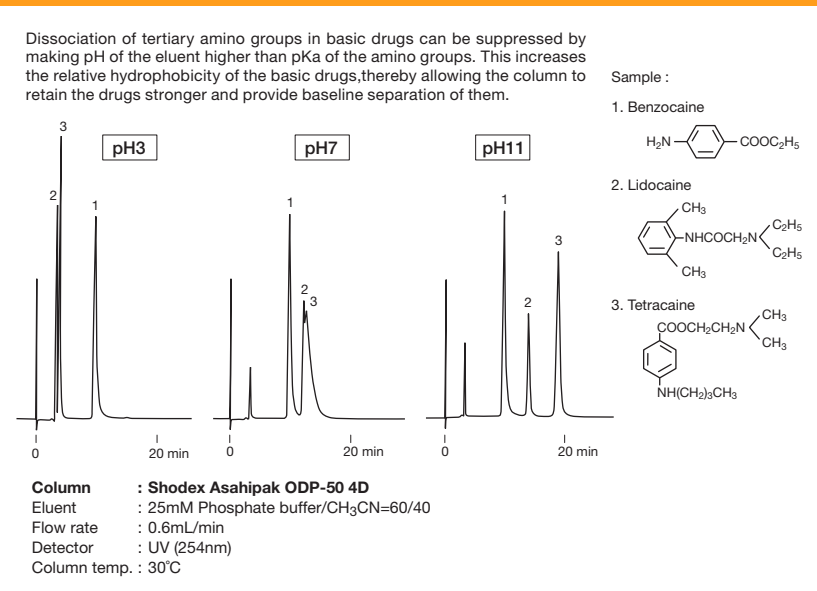 Dissociation of tertiary amino groups in basic drugs can be suppressed by
making pH of the eluent higher than pKa of the amino groups. This increases
the relative hydrophobicity of the basic drugs,thereby allowing the column to
retain the drugs stronger and provide baseline separation of them.
pH3
3
2
1
0
20 min
pH7
1
2
3
0
20 min
pH11
1
2
3
0
20 min
Sample :
1. Benzocaine
H₂N
COOC₂H₅
2. Lidocaine
CH₃
NHCOCH₂N
C₂H₅
C₂H₅
CH₃
3. Tetracaine
COOCH₂CH₂N
CH₃
CH₃
NH(CH₂)₃CH₃
Column : Shodex Asahipak ODP-50 4D
Eluent : 25mM Phosphate buffer/CH₃CN=60/40
Flow rate : 0.6mL/min
Detector : UV (254nm)
Column temp. : 30℃